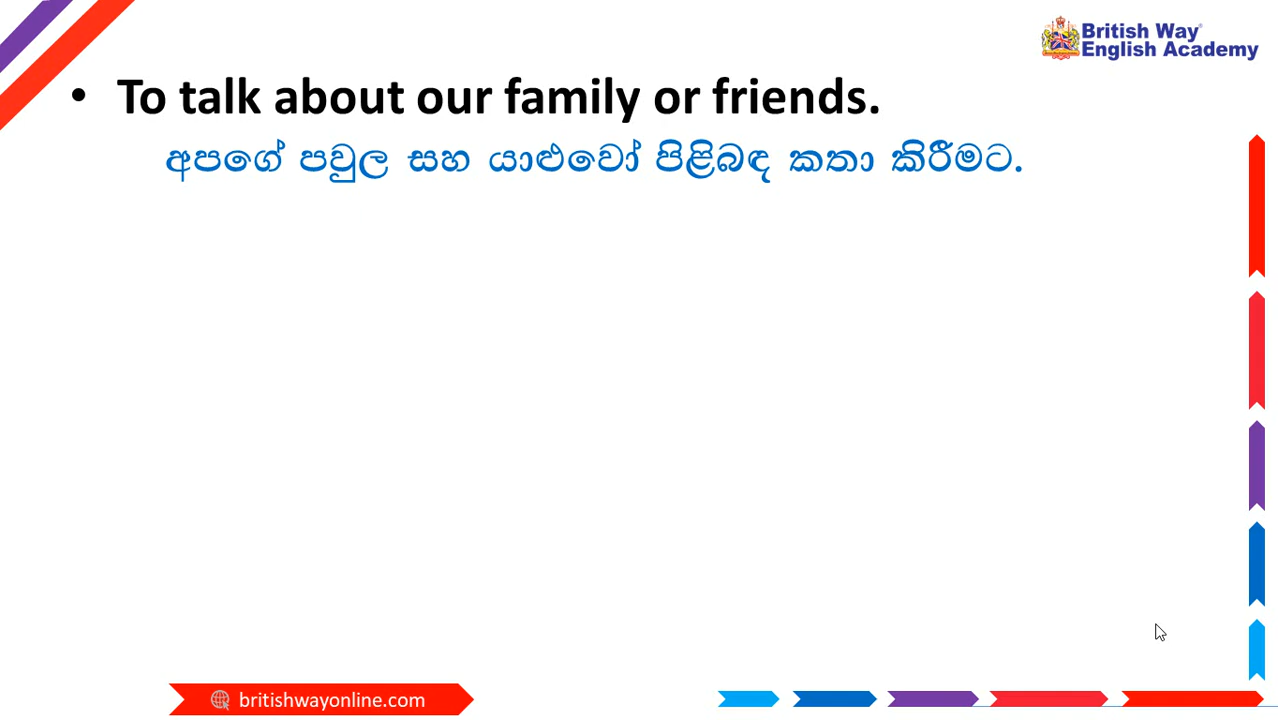 British Way®
English Academy
• To talk about our family or friends.
අපගේ පවුල සහ යාළුවෝ පිළිබඳ කතා කිරීමට.
britishwayonline.com